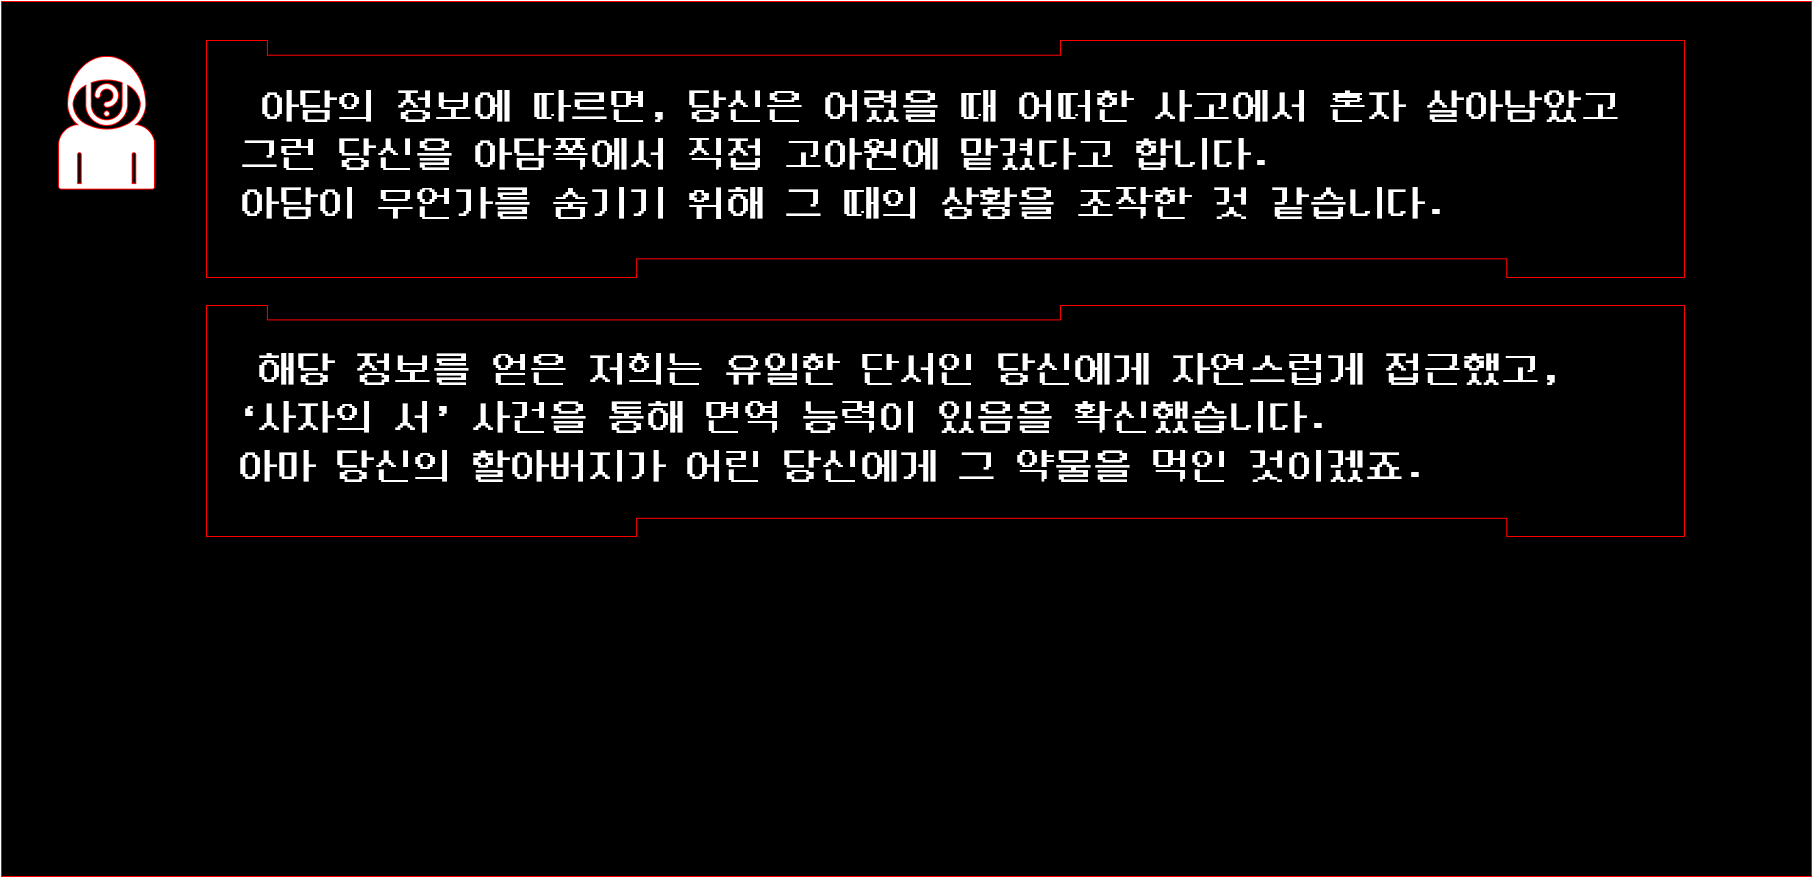 아담의 정보에 따르면, 당신은 어렸을 때 어떠한 사고에서 혼자 살아남았고
그런 당신을 아담쪽에서 직접 고아원에 맡겼다고 합니다.
아담이 무언가를 숨기기 위해 그 때의 상황을 조작한 것 같습니다.
해당 정보를 얻은 저희는 유일한 단서인 당신에게 자연스럽게 접근했고,
‘사자의 서’ 사건을 통해 면역 능력이 있음을 확신했습니다.
아마 당신의 할아버지가 어린 당신에게 그 약물을 먹인 것이겠죠.